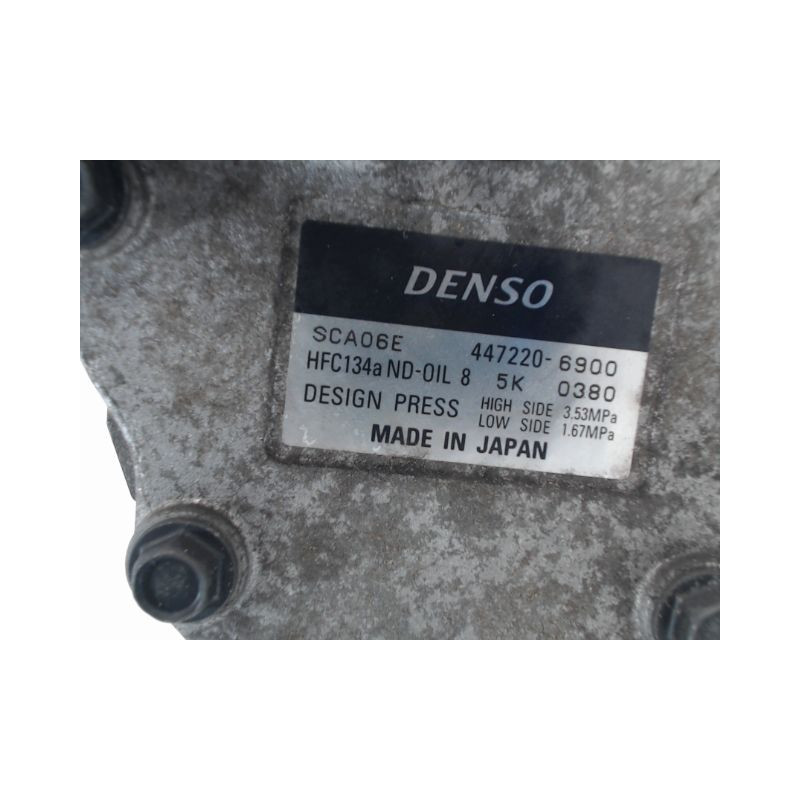 DENSO
SCA06E 447220-6900
HFC134a ND-OIL 8 5K 0380
DESIGN PRESS HIGH SIDE 3.53MPa
LOW SIDE 1.67MPa
MADE IN JAPAN